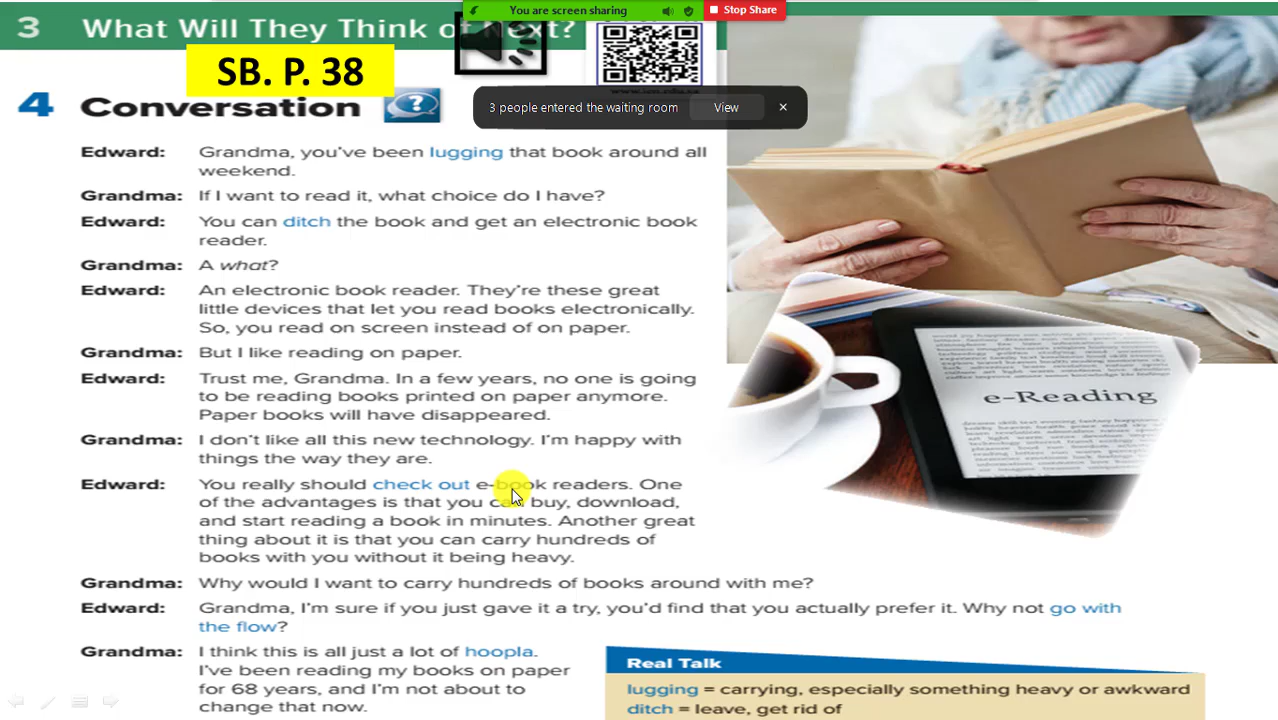 You are screen sharing
Stop Share
3 What Will They Think of Next?
SB. P. 38
3 people entered the waiting room View
4 Conversation
Edward: Grandma, you've been lugging that book around all
weekend.
Grandma: If I want to read it, what choice do I have?
Edward: You can ditch the book and get an electronic book
reader.
Grandma: A what?
Edward: An electronic book reader. They're these great
little devices that let you read books electronically.
So, you read on screen instead of on paper.
Grandma: But I like reading on paper.
Edward: Trust me, Grandma. In a few years, no one is going
to be reading books printed on paper anymore.
Paper books will have disappeared.
Grandma: I don't like all this new technology. I'm happy with
things the way they are.
Edward: You really should check out e-book readers. One
of the advantages is that you can buy, download,
and start reading a book in minutes. Another great
thing about it is that you can carry hundreds of
books with you without it being heavy.
Grandma: Why would I want to carry hundreds of books around with me?
Edward: Grandma, I'm sure if you just gave it a try, you'd find that you actually prefer it. Why not go with
the flow?
Grandma: I think this is all just a lot of hoopla.
I've been reading my books on paper
for 68 years, and I'm not about to
change that now.
e-Reading
Real Talk
lugging = carrying, especially something heavy or awkward
ditch = leave, get rid of